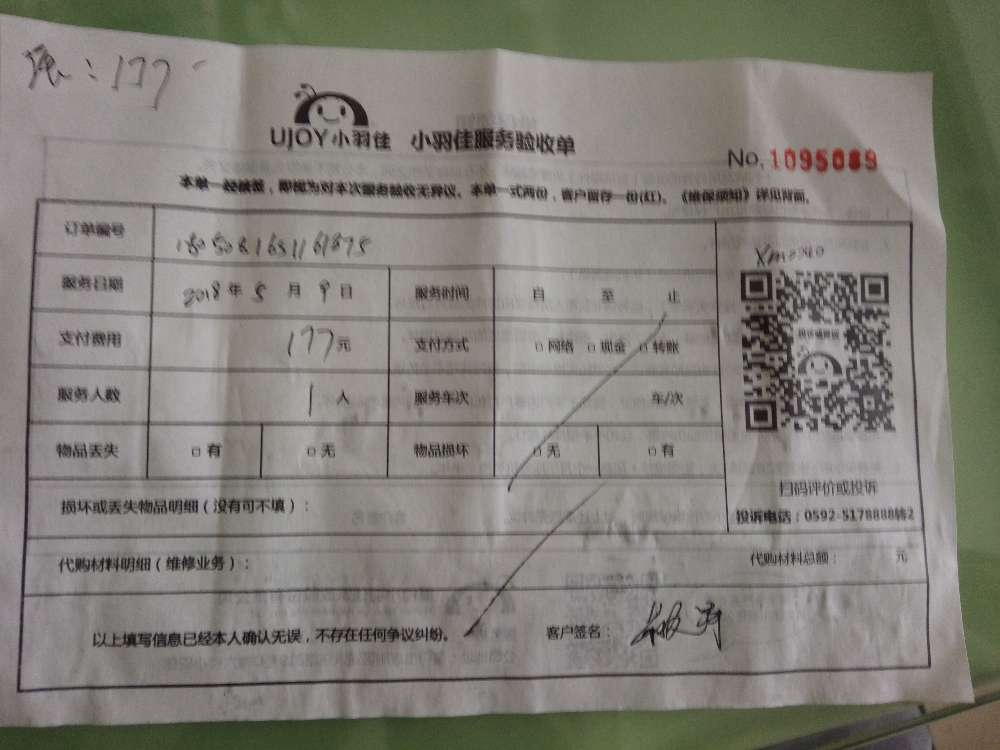 张：177
UJOY小羽佳 小羽佳服务验收单
No. 1095089
本单一经签签，即视为对本次服务验收无异议。本单一式两份，客户留存一份(红)。《维保须知》详见背面。
订单编号
服务日期 2018 年 5 月 9 日 服务时间 自 至 止
支付费用 177 元 支付方式 □网络 □现金 □转账
服务人数 1 人 服务车次 车/次
物品丢失 □有 □无 物品损坏 □无 □有
扫码评价或投诉
投诉电话：0592-5178888转2
损坏或丢失物品明细（没有可不填）：
代购材料明细（维修业务）： 代购材料总额： 元
以上填写信息已经本人确认无误，不存在任何争议纠纷。 客户签名：